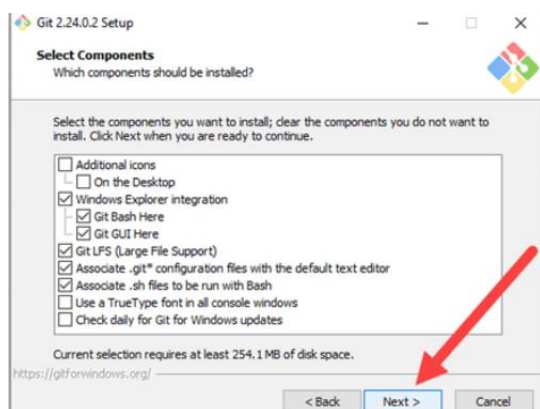 Git 2.24.0.2 Setup
Select Components
Which components should be installed?
Select the components you want to install; clear the components you do not want to
install. Click Next when you are ready to continue.
Additional icons
On the Desktop
Windows Explorer integration
Git Bash Here
Git GUI Here
Git LFS (Large File Support)
Associate .git* configuration files with the default text editor
Associate .sh files to be run with Bash
Use a TrueType font in all console windows
Check daily for Git for Windows updates
Current selection requires at least 254.1 MB of disk space.
https://gitforwindows.org/
< Back
Next >
Cancel